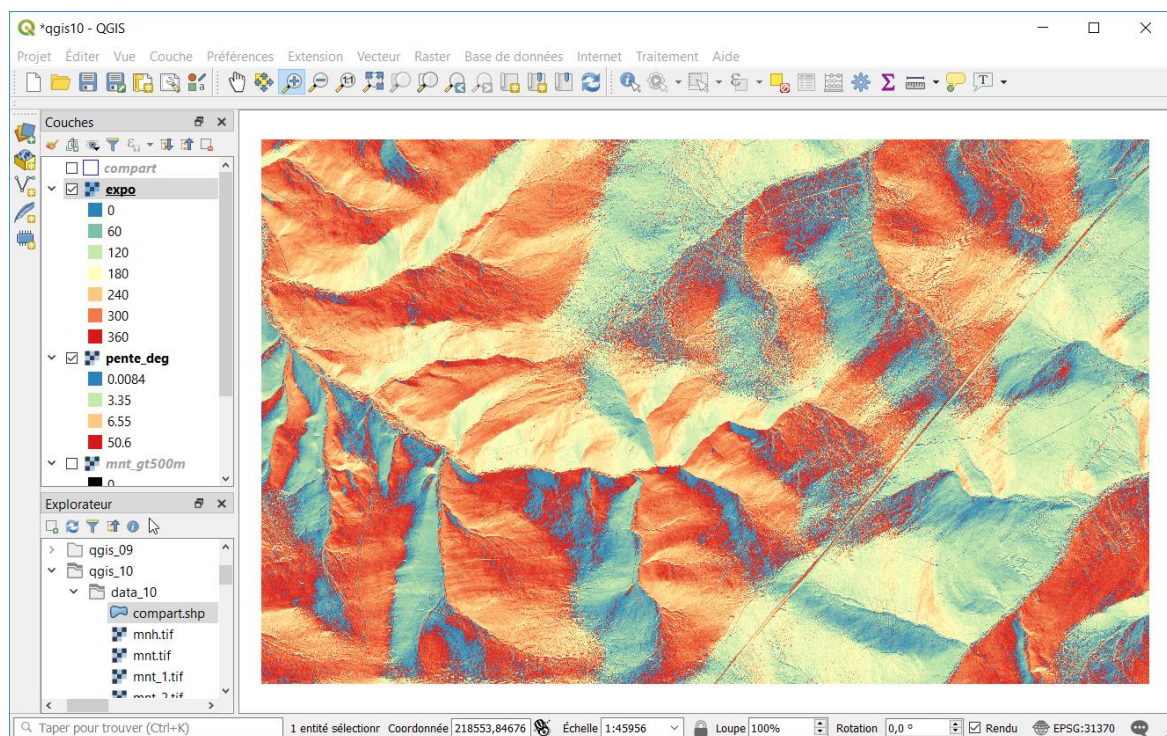 *qgis10 - QGIS
Projet Éditer Vue Couche Préférences Extension Vecteur Raster Base de données Internet Traitement Aide
Couches
compart
expo
0
60
120
180
240
300
360
pente_deg
0.0084
3.35
6.55
50.6
mnt_gt500m
0
Explorateur
qgis_09
qgis_10
data_10
compart.shp
mnh.tif
mnt.tif
mnt_1.tif
mnt_2.tif
Taper pour trouver (Ctrl+K) 1 entité sélectionr Coordonnée 218553,84676 Échelle 1:45956 Loupe 100% Rotation 0,0 ° Rendu EPSG:31370